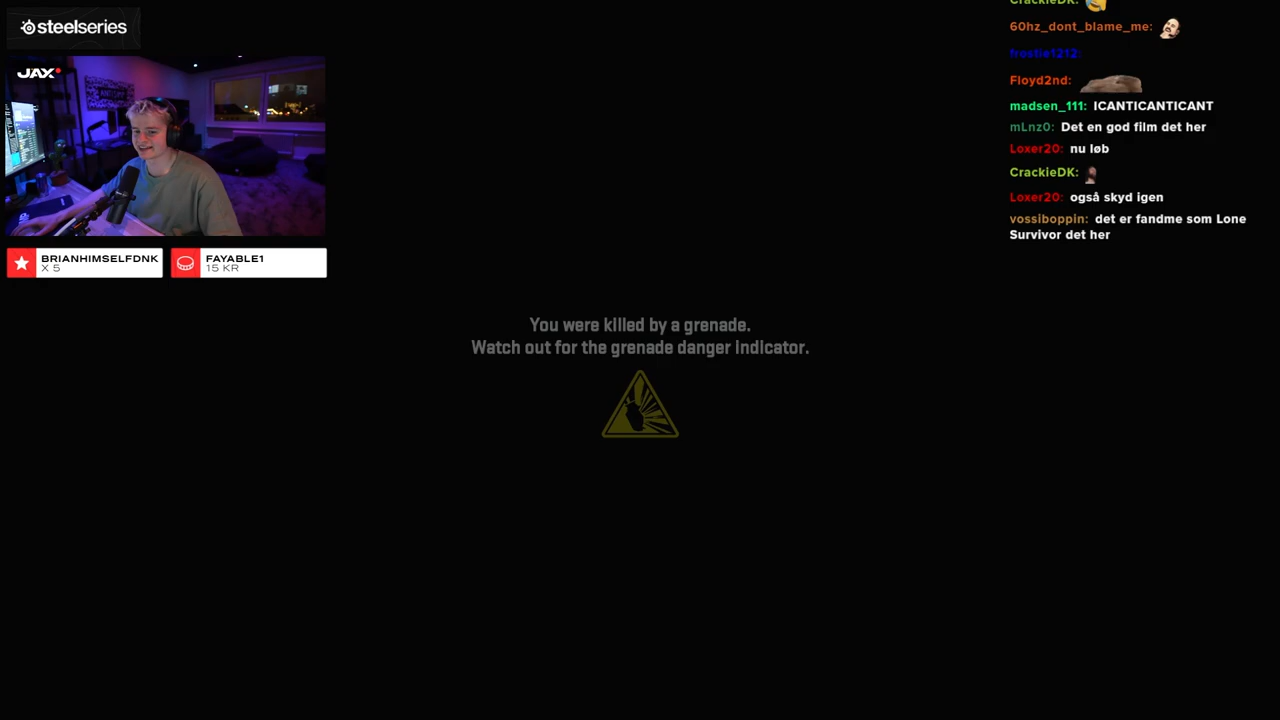 steelseries
JAX
BRIANHIMSELFDNK
X 5
FAYABLE1
15 KR
CrackieDK:
60hz_dont_blame_me:
frostie1212:
Floyd2nd:
madsen_111: ICANTICANTICANT
mLnz0: Det en god film det her
Loxer20: nu løb
CrackieDK:
Loxer20: også skyd igen
vossiboppin: det er fandme som Lone
Survivor det her
You were killed by a grenade.
Watch out for the grenade danger indicator.